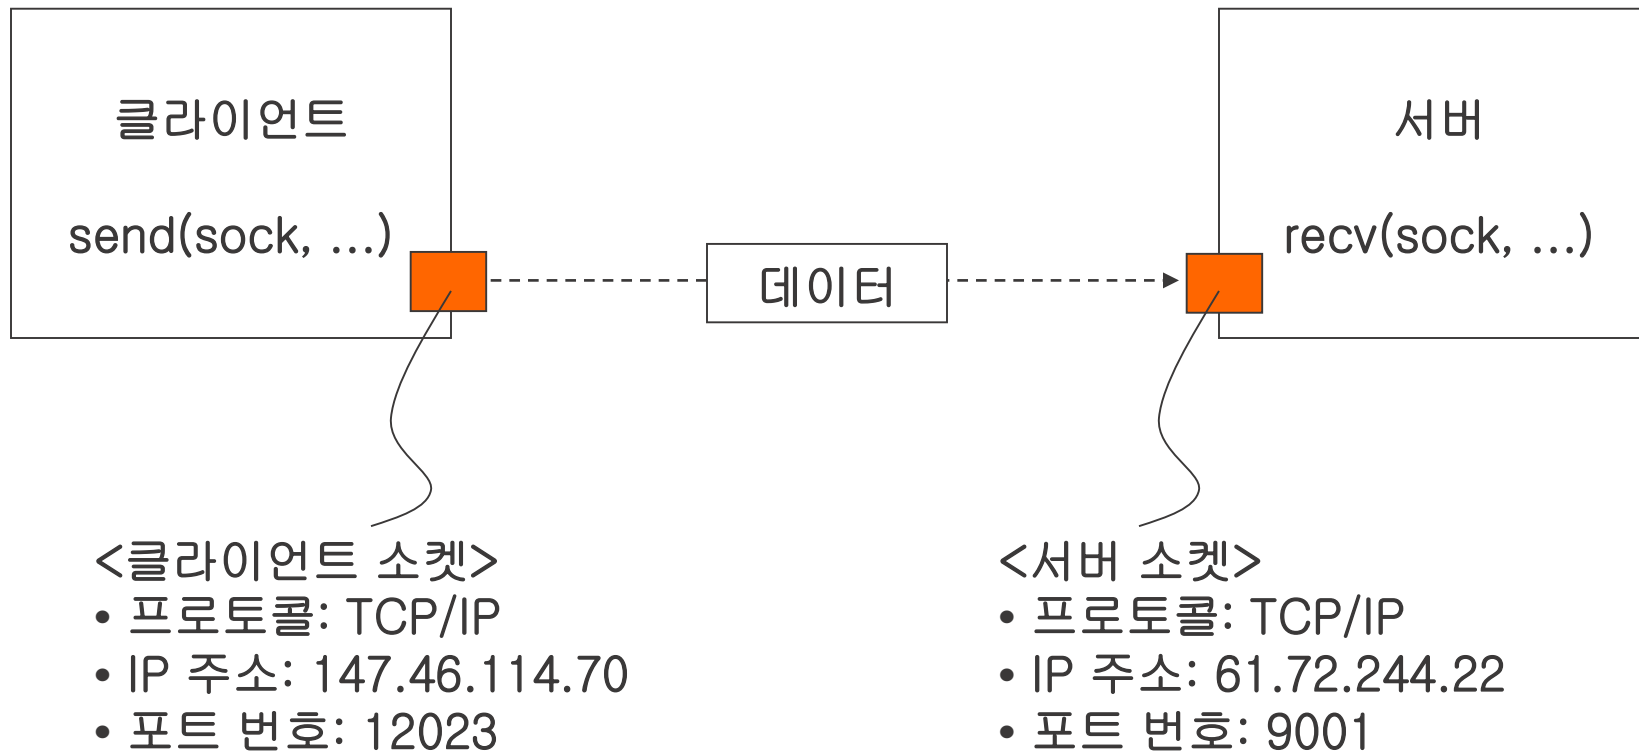 클라이언트
send(sock, ...)
데이터
서버
recv(sock, ...)
<클라이언트 소켓>
• 프로토콜: TCP/IP
• IP 주소: 147.46.114.70
• 포트 번호: 12023
<서버 소켓>
• 프로토콜: TCP/IP
• IP 주소: 61.72.244.22
• 포트 번호: 9001